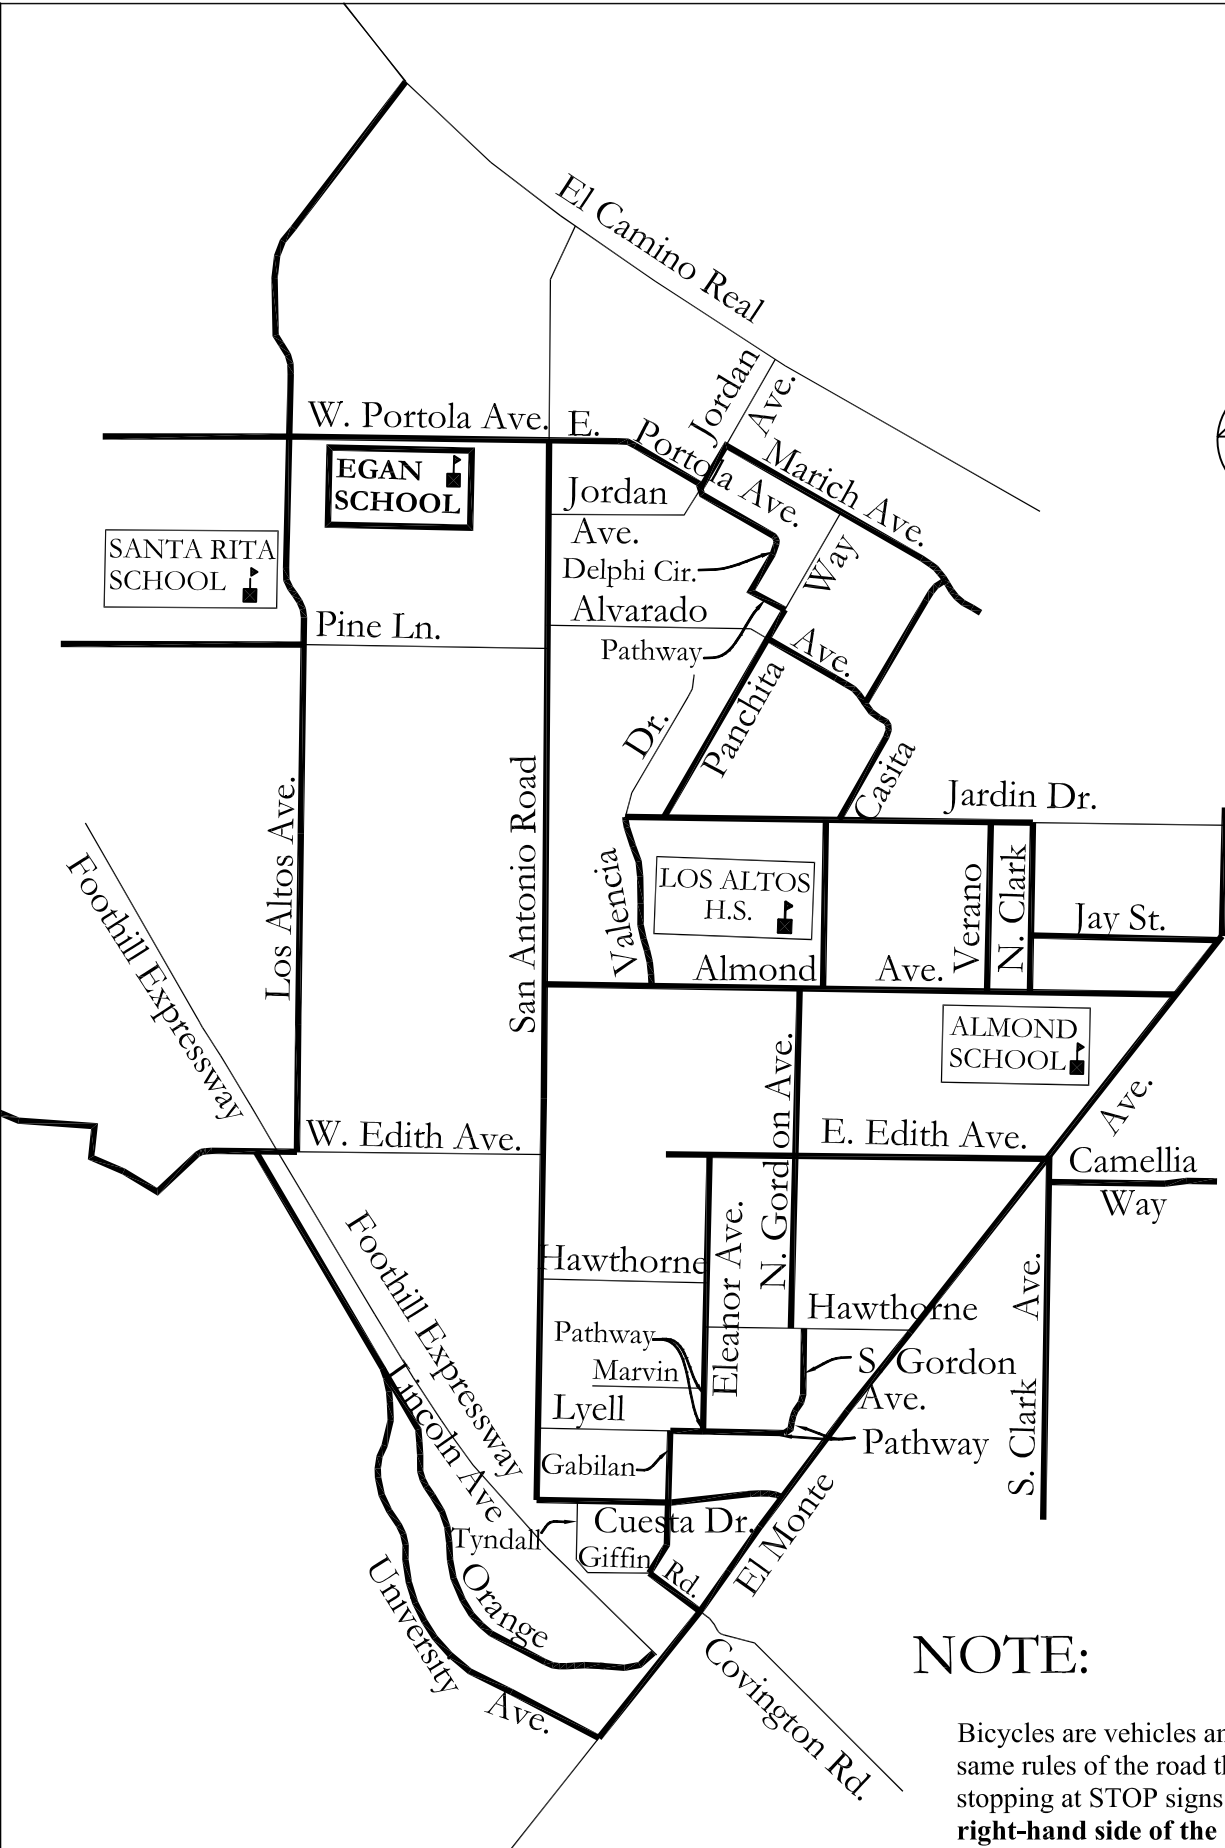 El Camino Real
Jordan
Ave.
W. Portola Ave.
E.
Portola Ave.
Marich Ave.
EGAN
SCHOOL
Jordan
Ave.
SANTA RITA
SCHOOL
Delphi Cir.
Way
Alvarado
Ave.
Pine Ln.
Pathway
Dr.
Panchita
Casita
Jardin Dr.
Los Altos Ave.
San Antonio Road
Valencia
LOS ALTOS
H.S.
Verano
N. Clark
Jay St.
Foothill Expressway
Almond
Ave.
ALMOND
SCHOOL
N. Gordon Ave.
Ave.
W. Edith Ave.
E. Edith Ave.
Camellia
Way
Foothill Expressway
Hawthorne
Eleanor Ave.
Hawthorne
Ave.
S. Clark
Pathway
Marvin
S. Gordon
Ave.
Lyell
Pathway
Lincoln Ave
Gabilan
Cuesta Dr.
Tyndall
Giffin
Rd.
El Monte
Orange
University
Ave.
Covington Rd.
NOTE:
Bicycles are vehicles an
same rules of the road th
stopping at STOP signs
right-hand side of the